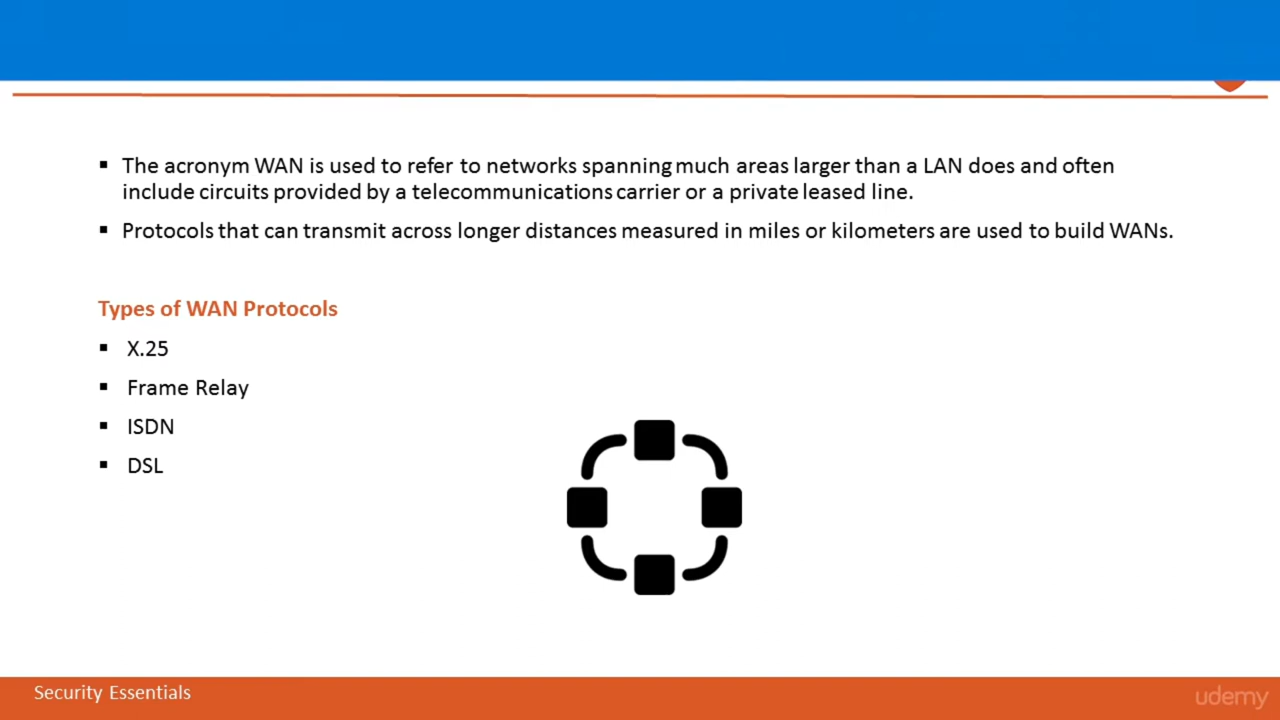 The acronym WAN is used to refer to networks spanning much areas larger than a LAN does and often
include circuits provided by a telecommunications carrier or a private leased line.
Protocols that can transmit across longer distances measured in miles or kilometers are used to build WANs.
Types of WAN Protocols
X.25
Frame Relay
ISDN
DSL
Security Essentials
udemy